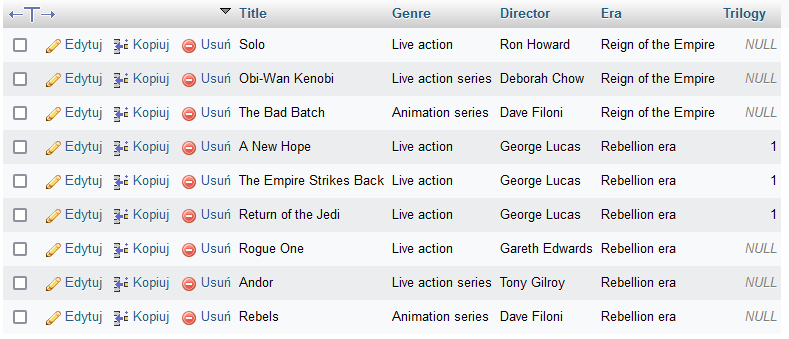 Title Genre Director Era Trilogy
Edytuj Kopiuj Usuń Solo Live action Ron Howard Reign of the Empire NULL
Edytuj Kopiuj Usuń Obi-Wan Kenobi Live action series Deborah Chow Reign of the Empire NULL
Edytuj Kopiuj Usuń The Bad Batch Animation series Dave Filoni Reign of the Empire NULL
Edytuj Kopiuj Usuń A New Hope Live action George Lucas Rebellion era 1
Edytuj Kopiuj Usuń The Empire Strikes Back Live action George Lucas Rebellion era 1
Edytuj Kopiuj Usuń Return of the Jedi Live action George Lucas Rebellion era 1
Edytuj Kopiuj Usuń Rogue One Live action Gareth Edwards Rebellion era NULL
Edytuj Kopiuj Usuń Andor Live action series Tony Gilroy Rebellion era NULL
Edytuj Kopiuj Usuń Rebels Animation series Dave Filoni Rebellion era NULL